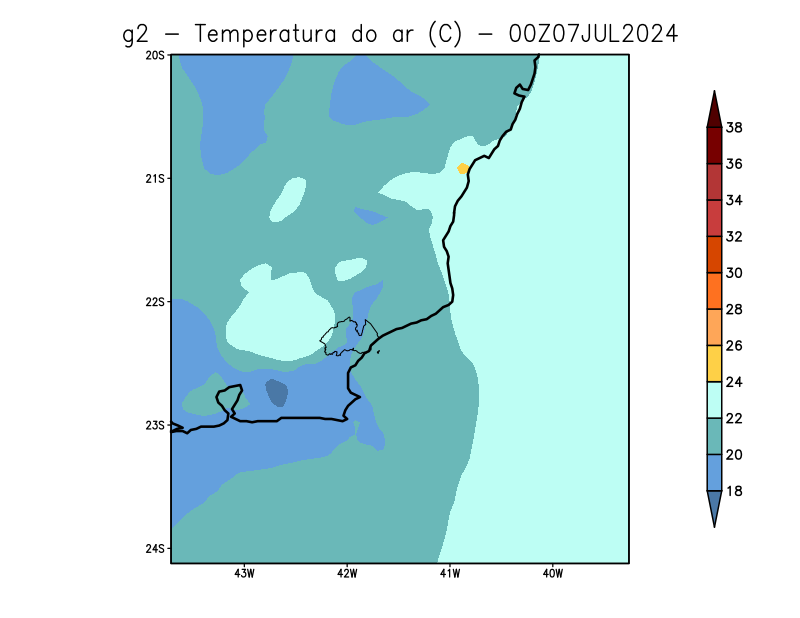 g2 – Temperatura do ar (C) – 00Z07JUL2024
20S
21S
22S
23S
24S
43W
42W
41W
40W
38
36
34
32
30
28
26
24
22
20
18